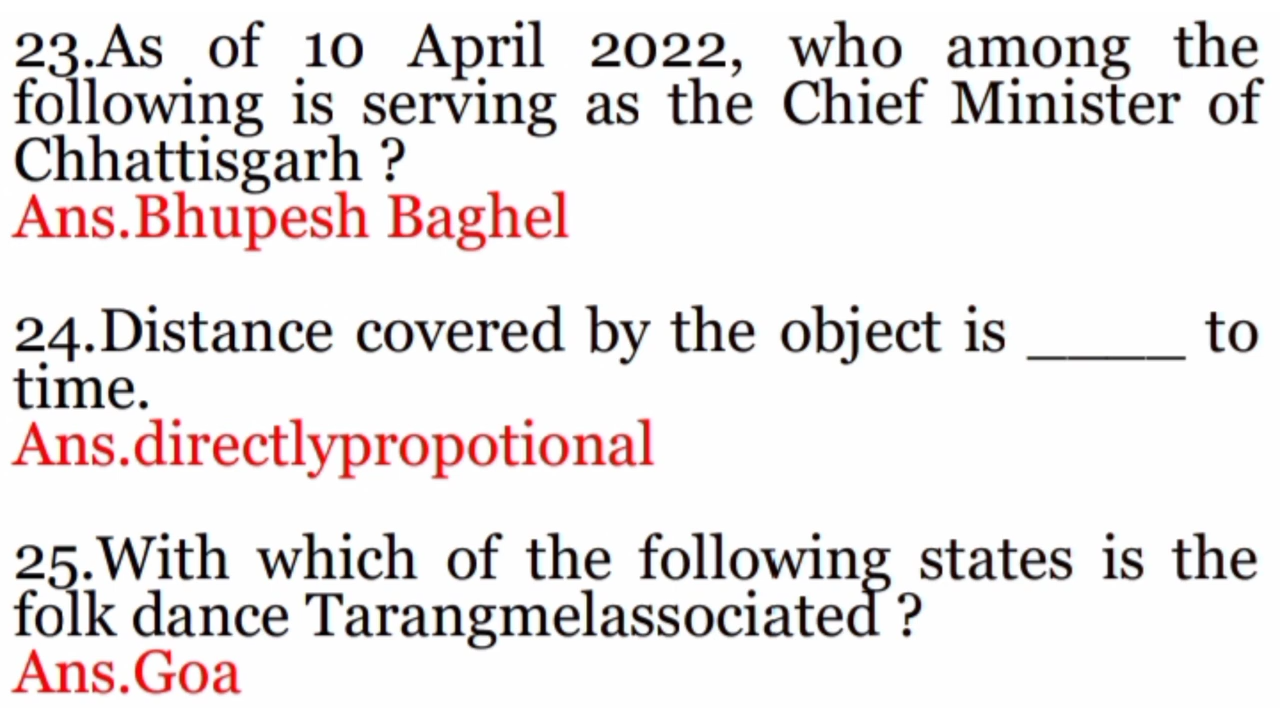 23.As of 10 April 2022, who among the
following is serving as the Chief Minister of
Chhattisgarh ?
Ans.Bhupesh Baghel
24.Distance covered by the object is _____ to
time.
Ans.directlypropotional
25.With which of the following states is the
folk dance Tarangmelassociated ?
Ans.Goa